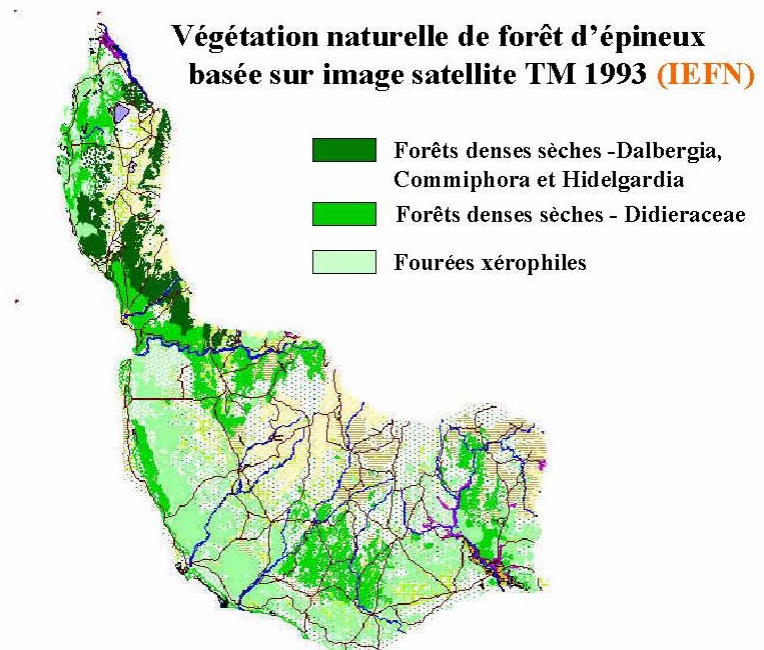 Végétation naturelle de forêt d’épineux
basée sur image satellite TM 1993 (IEFN)
Forêts denses sèches -Dalbergia,
Commiphora et Hidelgardia
Forêts denses sèches - Didieraceae
Fourées xérophiles